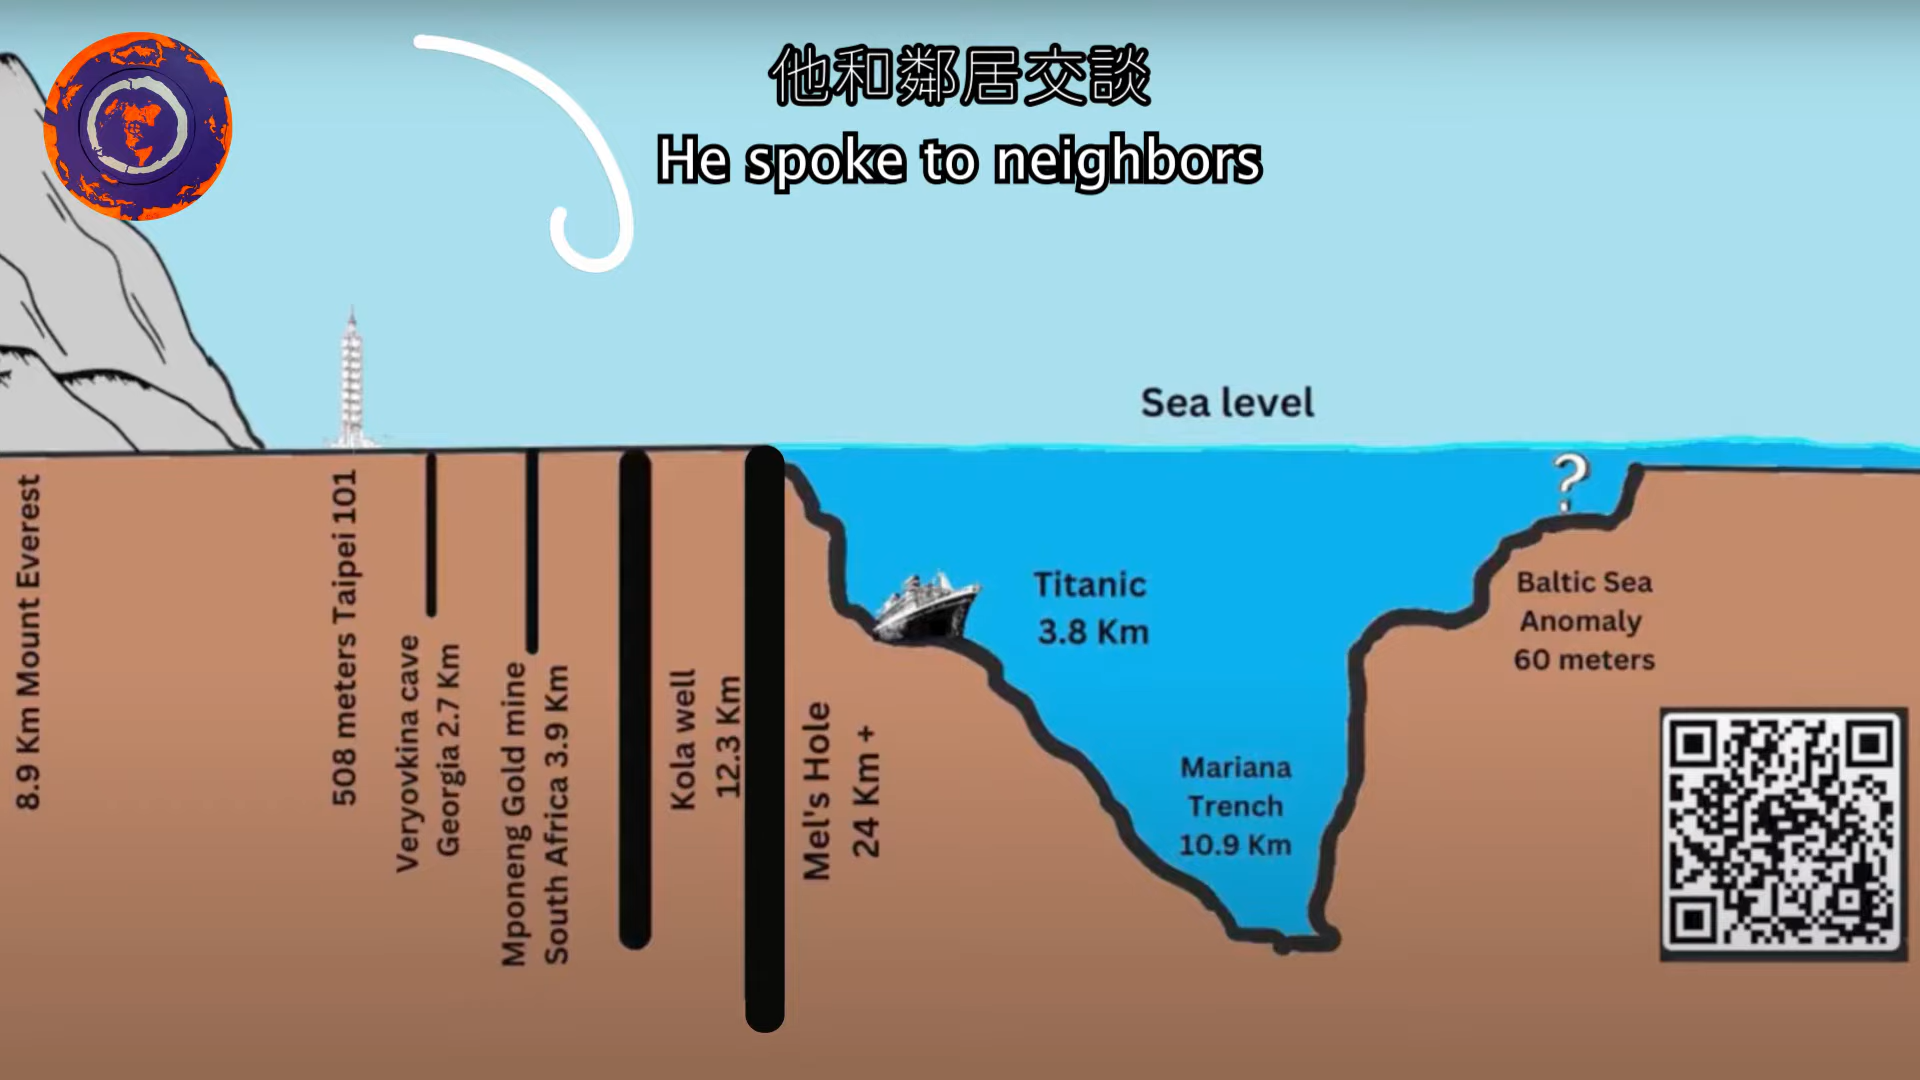 他和鄰居交談
He spoke to neighbors
Sea level
8.9 Km Mount Everest
508 meters Taipei 101
Veryovkina cave
Georgia 2.7 Km
Mponeng Gold mine
South Africa 3.9 Km
Kola well
12.3 Km
Mel's Hole
24 Km +
Titanic
3.8 Km
Mariana
Trench
10.9 Km
?
Baltic Sea
Anomaly
60 meters